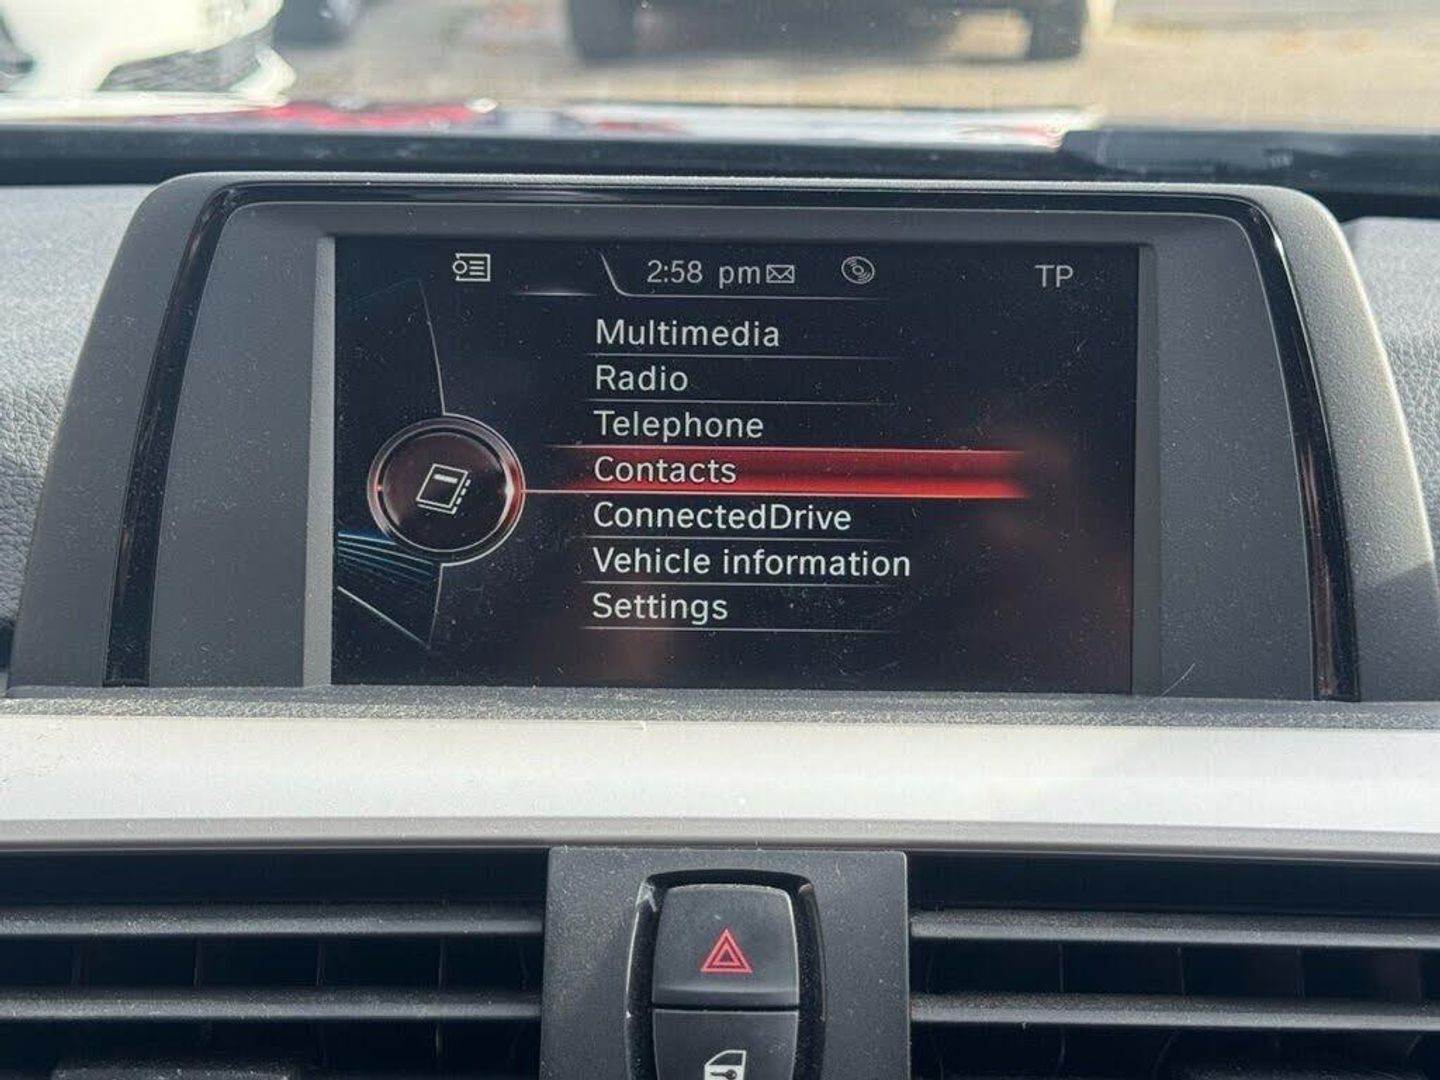 2:58 pm
TP
Multimedia
Radio
Telephone
Contacts
ConnectedDrive
Vehicle information
Settings